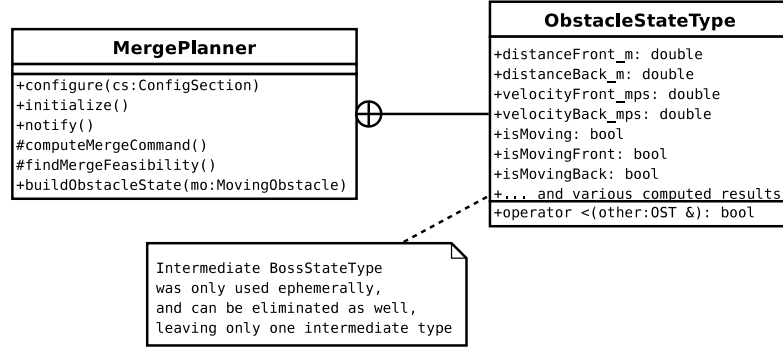 MergePlanner
+configure(cs:ConfigSection)
+initialize()
+notify()
#computeMergeCommand()
#findMergeFeasibility()
+buildObstacleState(mo:MovingObstacle)
ObstacleStateType
+distanceFront_m: double
+distanceBack_m: double
+velocityFront_mps: double
+velocityBack_mps: double
+isMoving: bool
+isMovingFront: bool
+isMovingBack: bool
+... and various computed results
+operator <(other:OST &): bool
Intermediate BossStateType
was only used ephemerally,
and can be eliminated as well,
leaving only one intermediate type